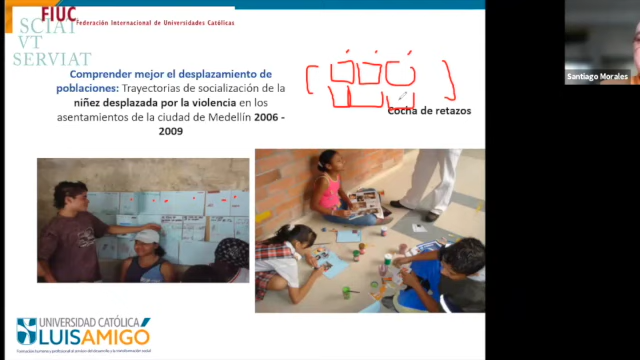 FIUC
Federación Internacional de Universidades Católicas
SCIAT
VT
SERVIAT
Comprender mejor el desplazamiento de
poblaciones: Trayectorias de socialización de la
niñez desplazada por la violencia en los
asentamientos de la ciudad de Medellín 2006 -
2009
Cocha de retazos
Santiago Morales
UNIVERSIDAD CATÓLICA
LUIS AMIGÓ